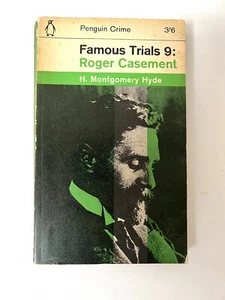 Penguin Crime 3'6
Famous Trials 9:
Roger Casement
H. Montgomery Hyde